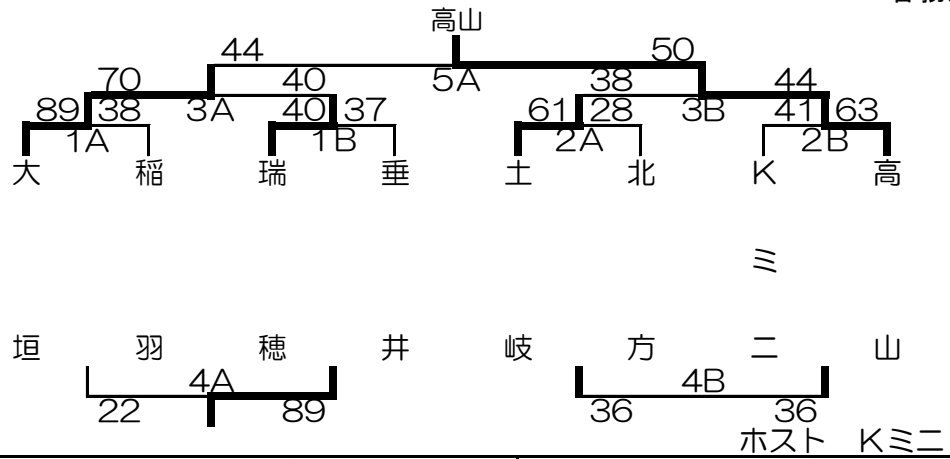 高山
44 50
70 40 5A 38 44
89 38 3A 40 37 61 28 3B 41 63
1A 1B 2A 2B
大 稲 瑞 垂 土 北 K 高
ミ
垣 羽 穂 井 岐 方 ニ 山
4A 4B
22 89 36 36
ホスト Kミニ